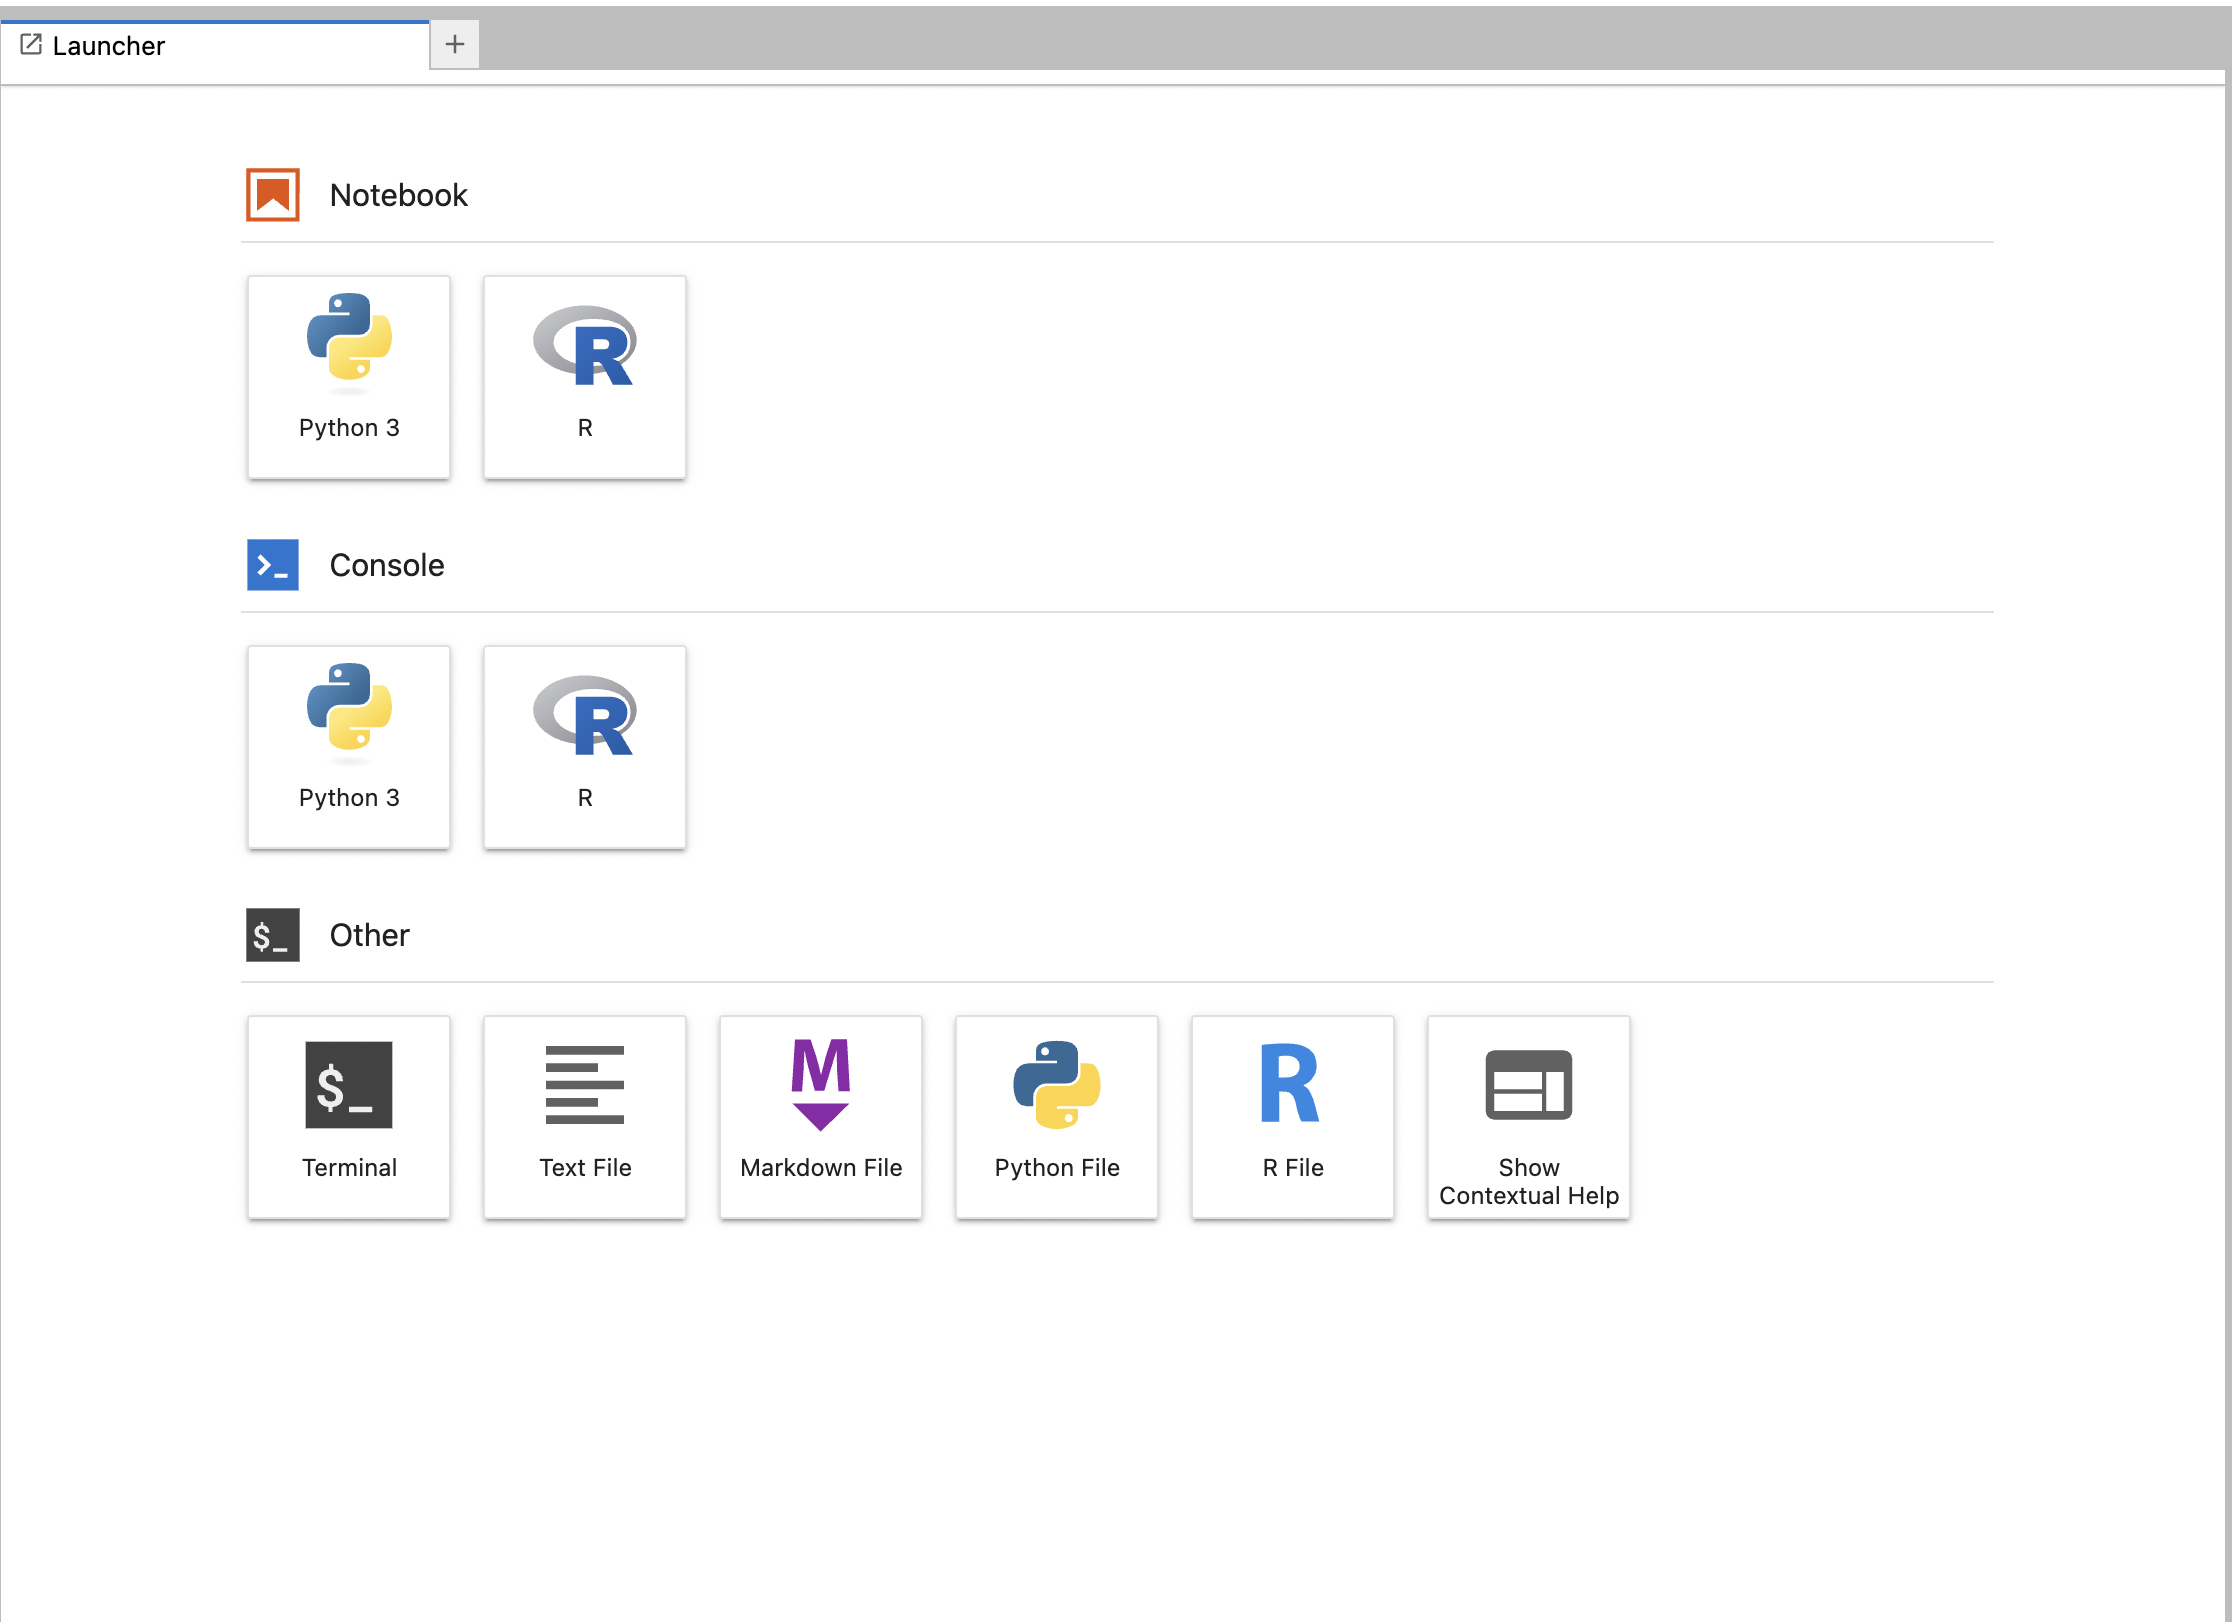 Launcher
Notebook
Python 3
R
Console
Python 3
R
$_ Other
$_
Terminal
Text File
M
Markdown File
Python File
R
R File
Show
Contextual Help